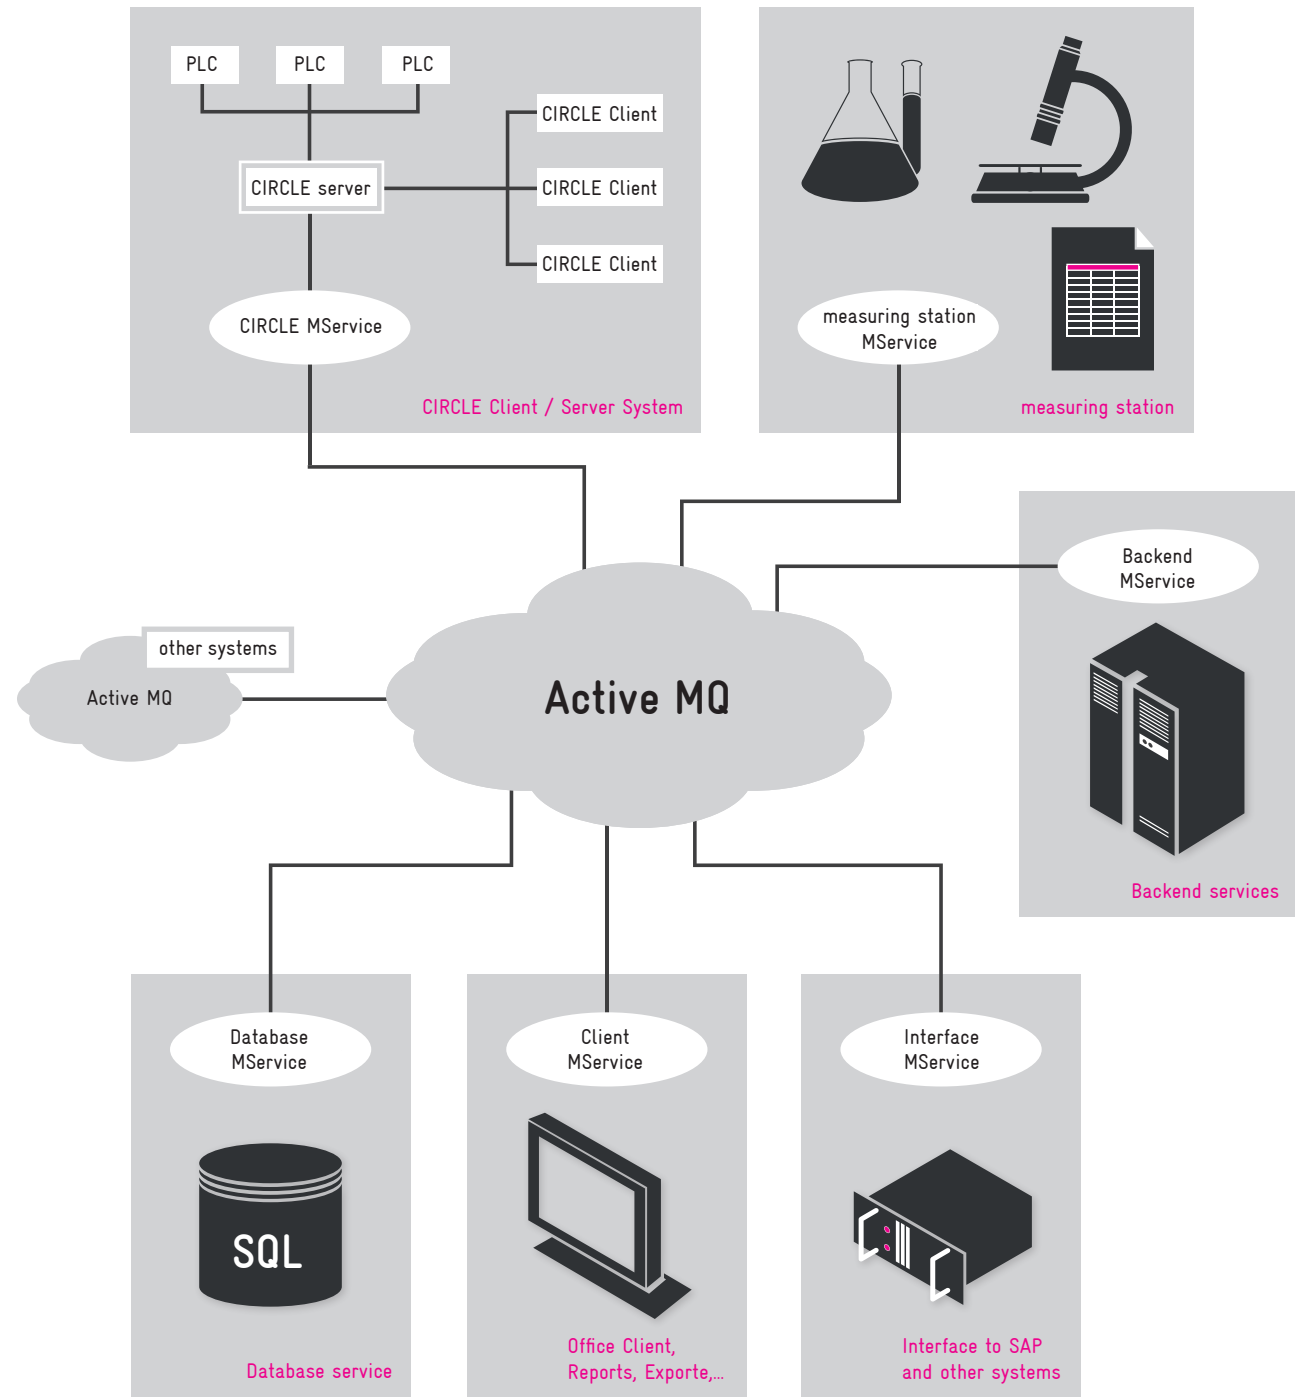 PLC
PLC
PLC
CIRCLE Client
CIRCLE server
CIRCLE Client
CIRCLE Client
CIRCLE MService
CIRCLE Client / Server System
measuring station
MService
measuring station
Backend
MService
Backend services
other systems
Active MQ
Active MQ
Database
MService
SQL
Database service
Client
MService
Office Client,
Reports, Exporte,...
Interface
MService
Interface to SAP
and other systems